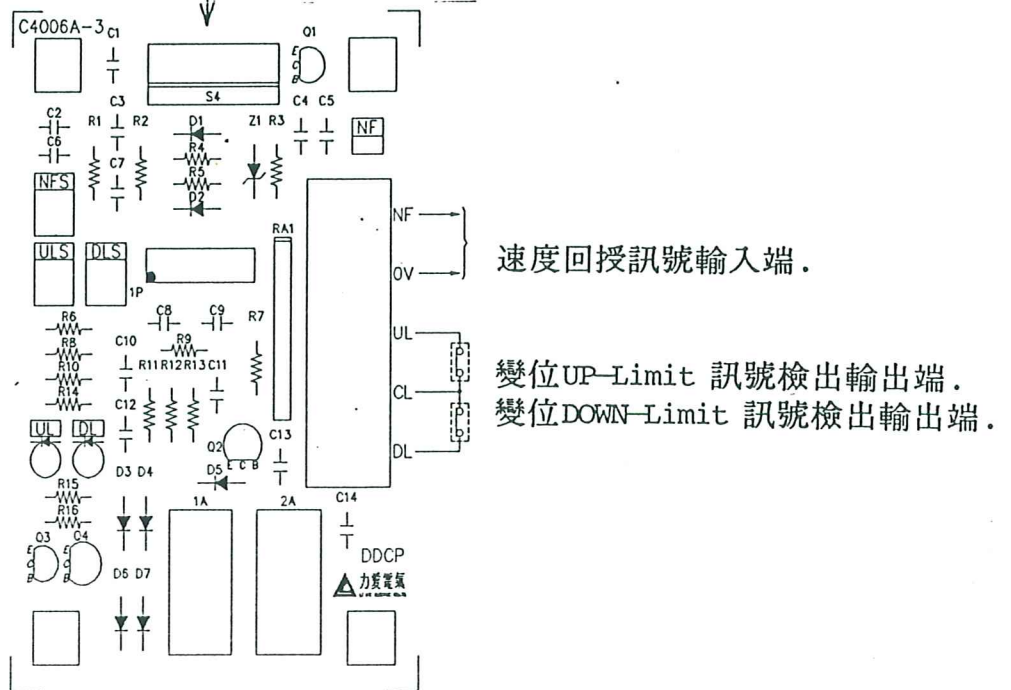 C4006A-3
C1
Q1
E
C
B
S4
C2
C3
C4 C5
R1 R2
D1
Z1 R3
NF
C6
R4
C7
R5
NFS
D2
NF
RA1
速度回授訊號輸入端.
ULS DLS
0V
1P
R6
C8 C9 R7
UL
R8
C10
R9
R10
R11 R12 R13 C11
變位UP-Limit 訊號檢出輸出端.
CL
R14
C12
變位DOWN-Limit 訊號檢出輸出端.
UL DL
Q2
C13
DL
E C B
D3 D4
D5
R15
1A 2A
C14
R16
Q3 Q4
E E
C C
B B
DDCP
D6 D7
力愛電氣